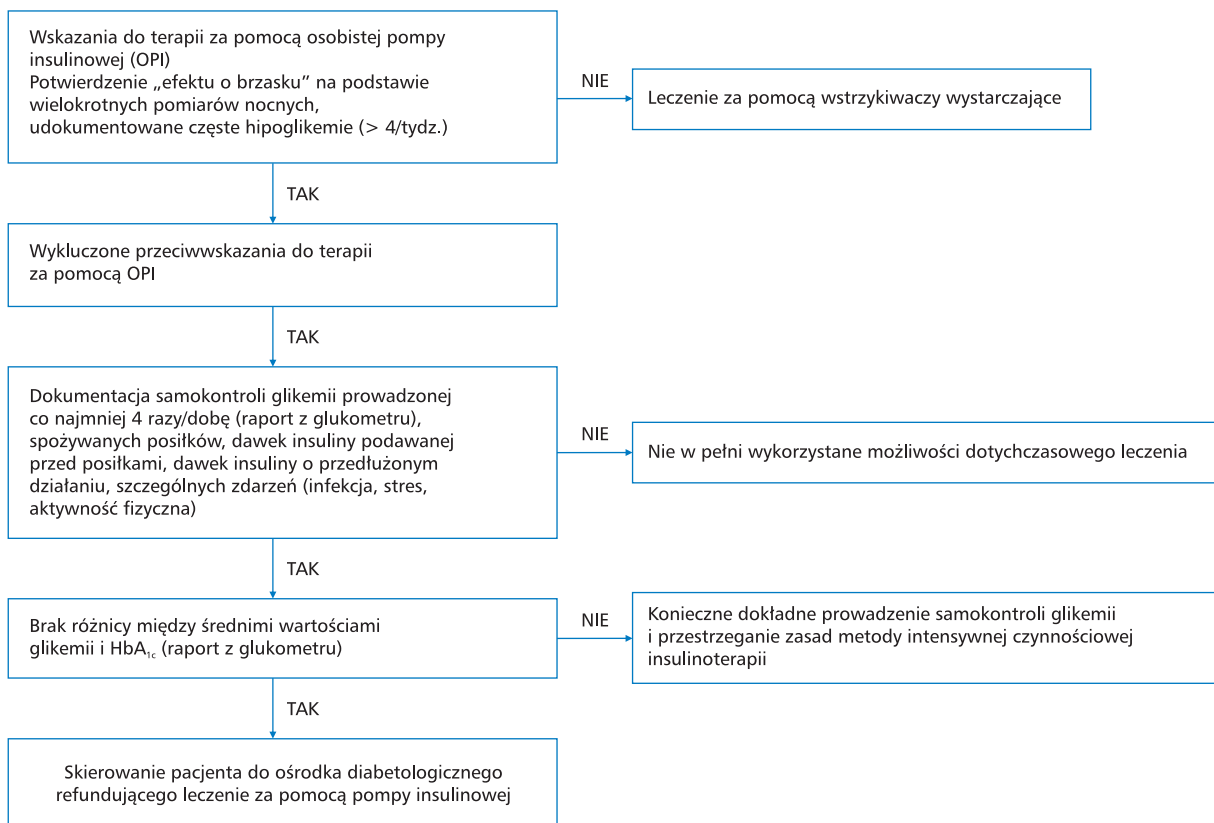 Wskazania do terapii za pomocą osobistej pompy
insulinowej (OPI)
Potwierdzenie „efektu o brzasku” na podstawie
wielokrotnych pomiarów nocnych,
udokumentowane częste hipoglikemie (> 4/tydz.)
NIE
Leczenie za pomocą wstrzykiwaczy wystarczające
TAK
Wykluczone przeciwwskazania do terapii
za pomocą OPI
TAK
Dokumentacja samokontroli glikemii prowadzonej
co najmniej 4 razy/dobę (raport z glukometru),
spożywanych posiłków, dawek insuliny podawanej
przed posiłkami, dawek insuliny o przedłużonym
działaniu, szczególnych zdarzeń (infekcja, stres,
aktywność fizyczna)
NIE
Nie w pełni wykorzystane możliwości dotychczasowego leczenia
TAK
Brak różnicy między średnimi wartościami
glikemii i HbA1c (raport z glukometru)
NIE
Konieczne dokładne prowadzenie samokontroli glikemii
i przestrzeganie zasad metody intensywnej czynnościowej
insulinoterapii
TAK
Skierowanie pacjenta do ośrodka diabetologicznego
refundującego leczenie za pomocą pompy insulinowej